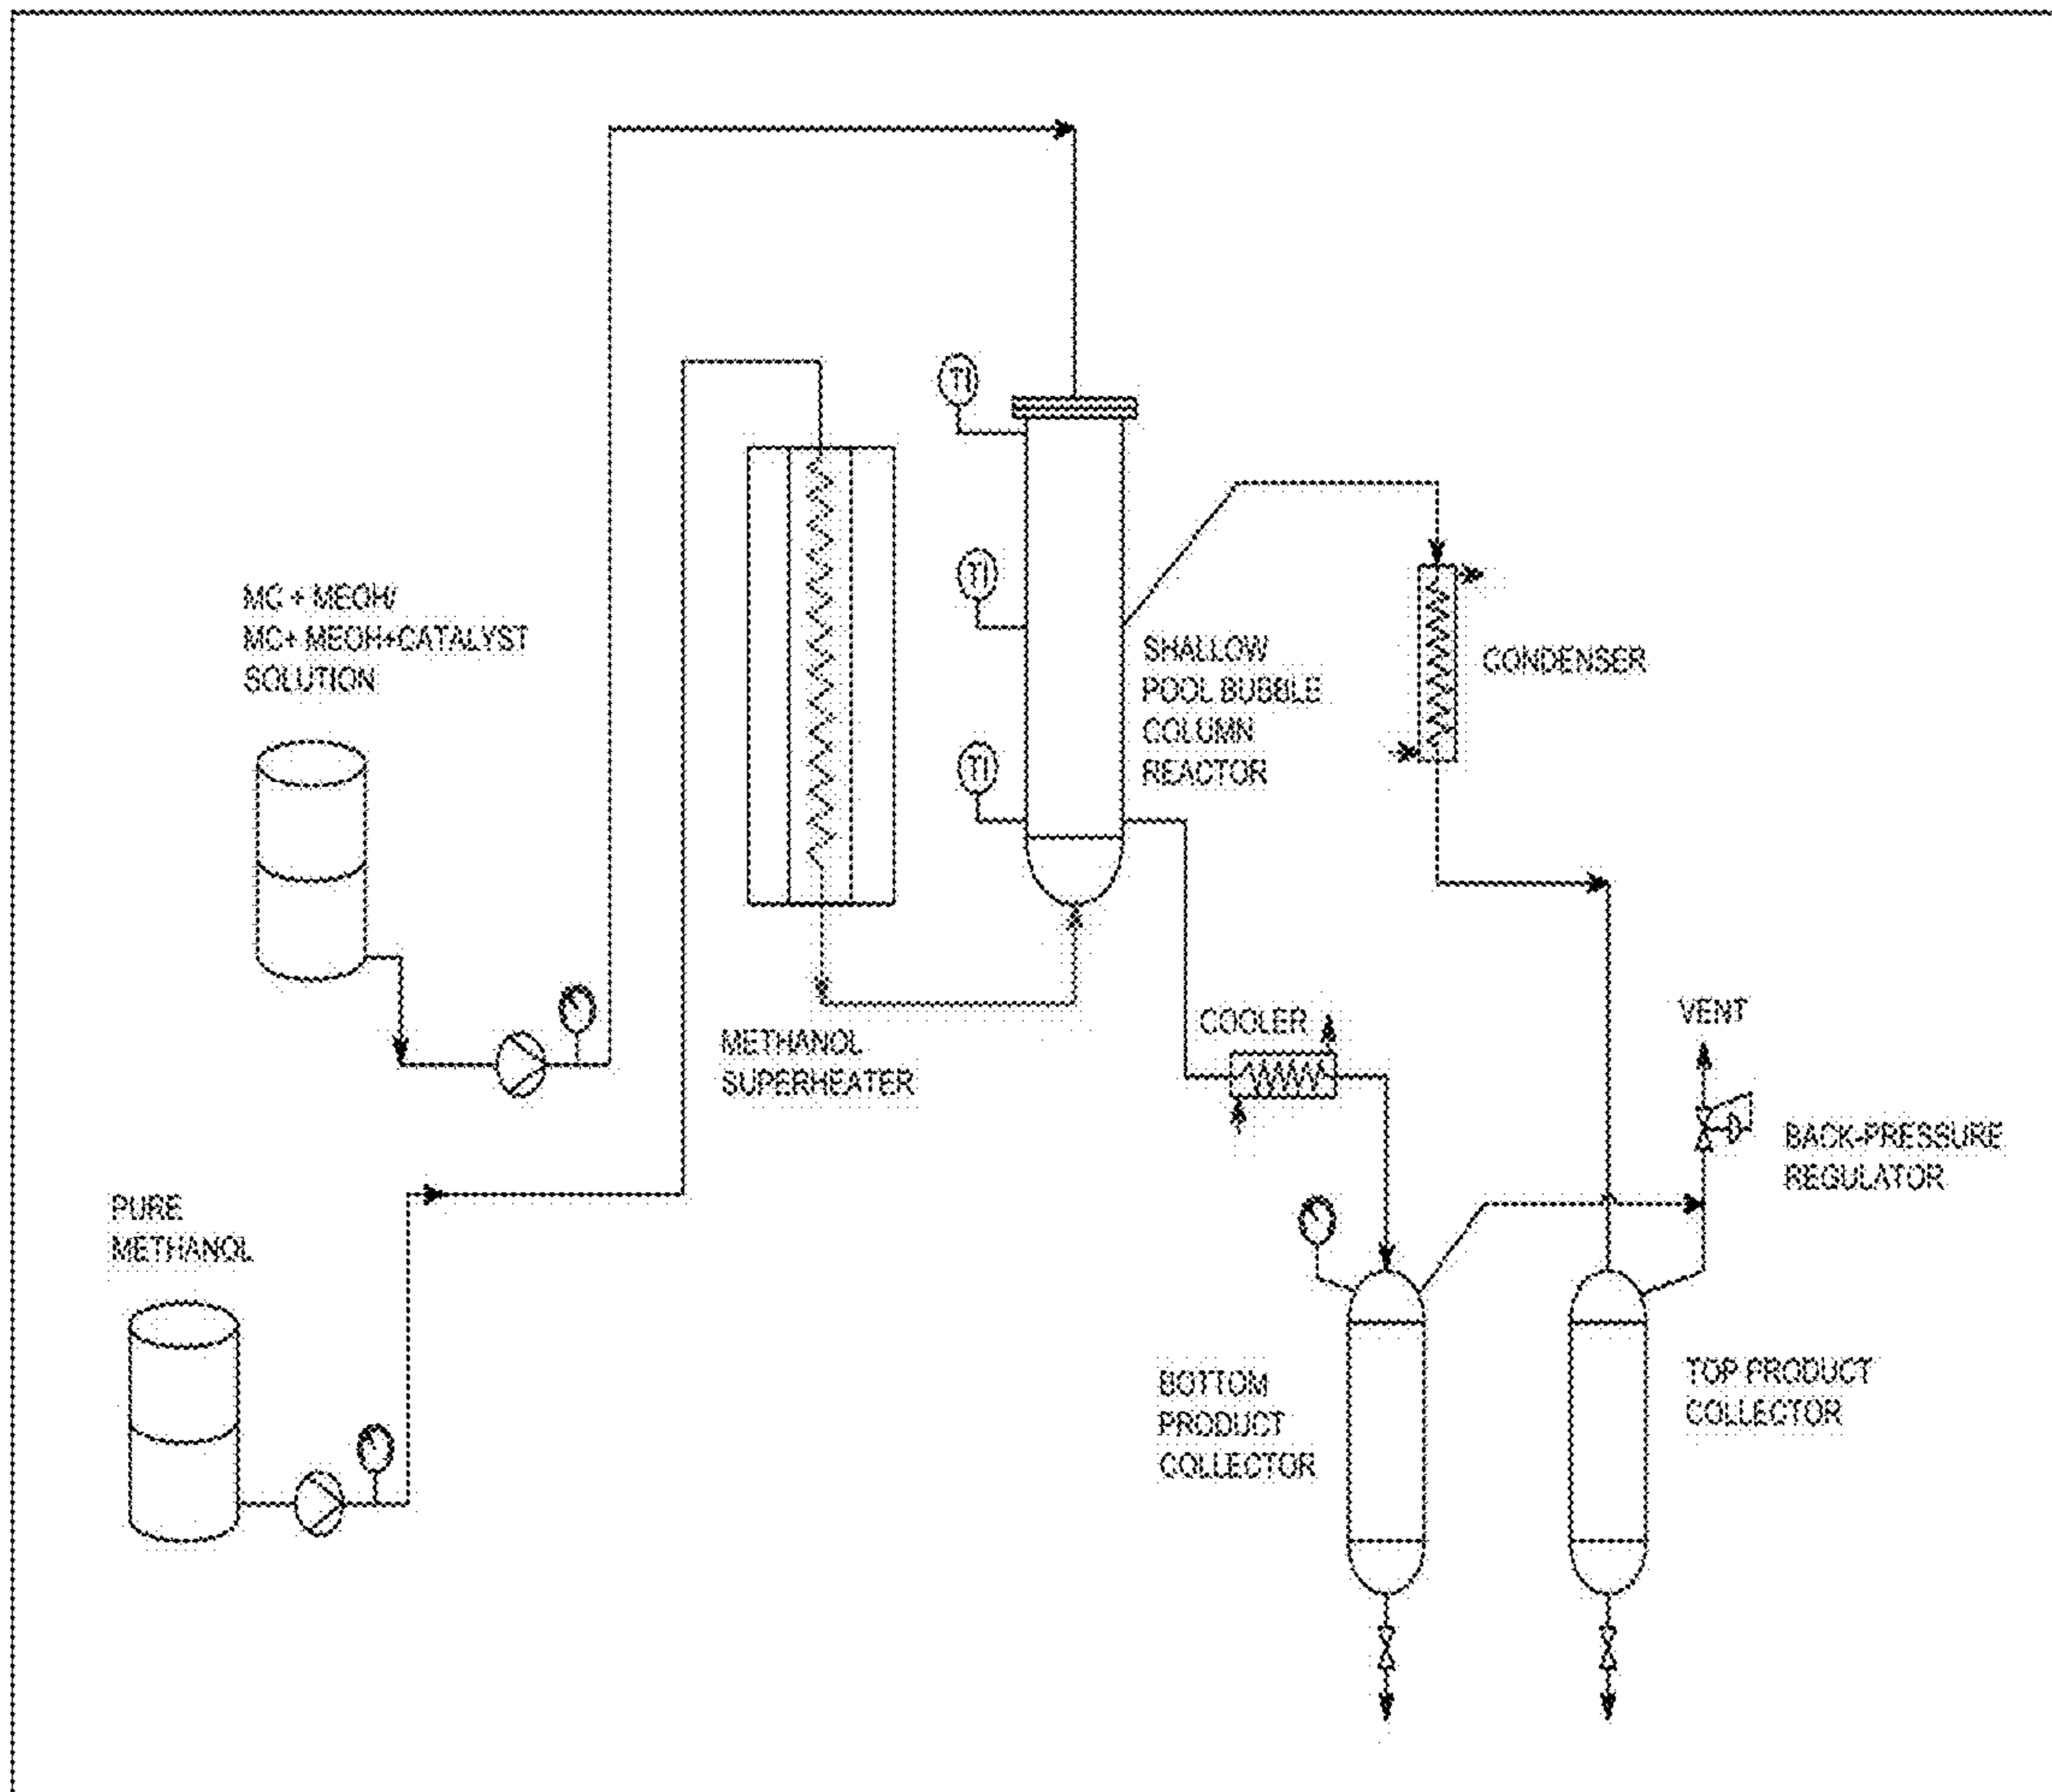 TI
MC + MEOH/
MC+ MEOH+CATALYST
SOLUTION
TI
SHALLOW
POOL BUBBLE
COLUMN
REACTOR
CONDENSER
TI
METHANOL
SUPERHEATER
COOLER
VENT
BACK-PRESSURE
REGULATOR
PURE
METHANOL
BOTTOM
PRODUCT
COLLECTOR
TOP PRODUCT
COLLECTOR